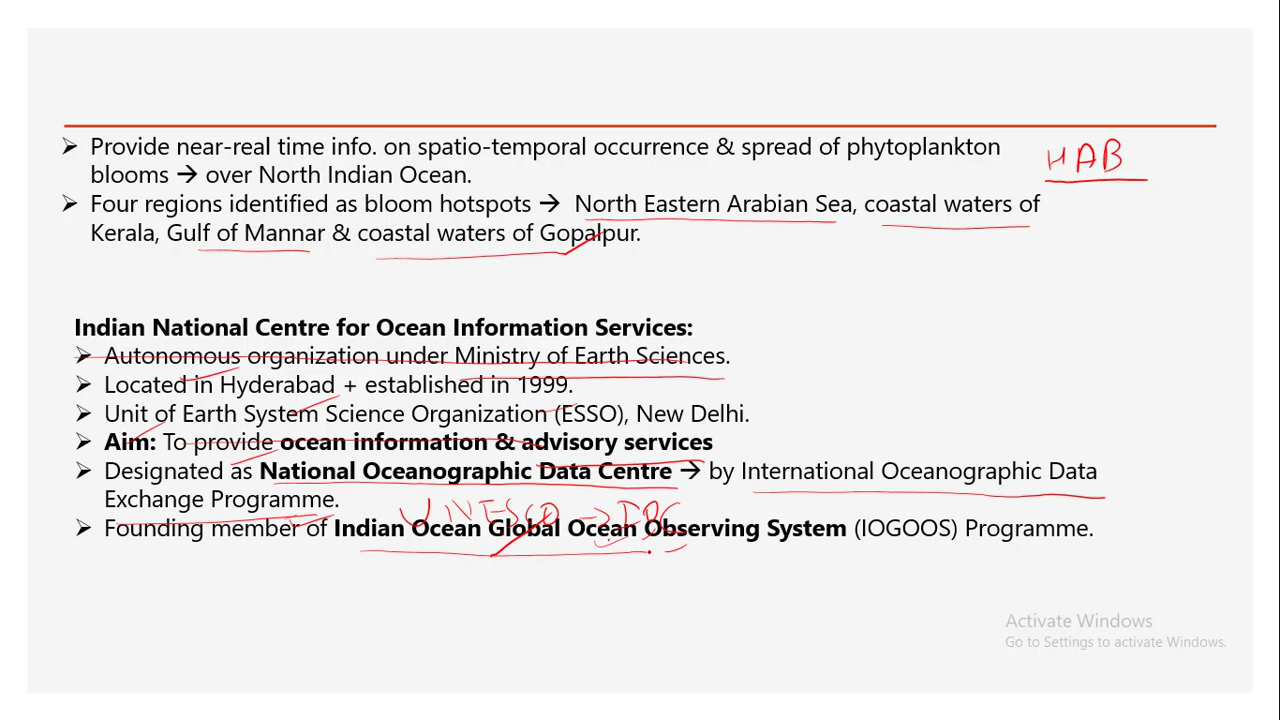 ➢ Provide near-real time info. on spatio-temporal occurrence & spread of phytoplankton
blooms → over North Indian Ocean.
HAB
➢ Four regions identified as bloom hotspots → North Eastern Arabian Sea, coastal waters of
Kerala, Gulf of Mannar & coastal waters of Gopalpur.
Indian National Centre for Ocean Information Services:
➢ Autonomous organization under Ministry of Earth Sciences.
➢ Located in Hyderabad + established in 1999.
➢ Unit of Earth System Science Organization (ESSO), New Delhi.
➢ Aim: To provide ocean information & advisory services
➢ Designated as National Oceanographic Data Centre → by International Oceanographic Data
Exchange Programme.
UNESCO →
➢ Founding member of Indian Ocean Global Ocean Observing System (IOGOOS) Programme.
Activate Windows
Go to Settings to activate Windows.